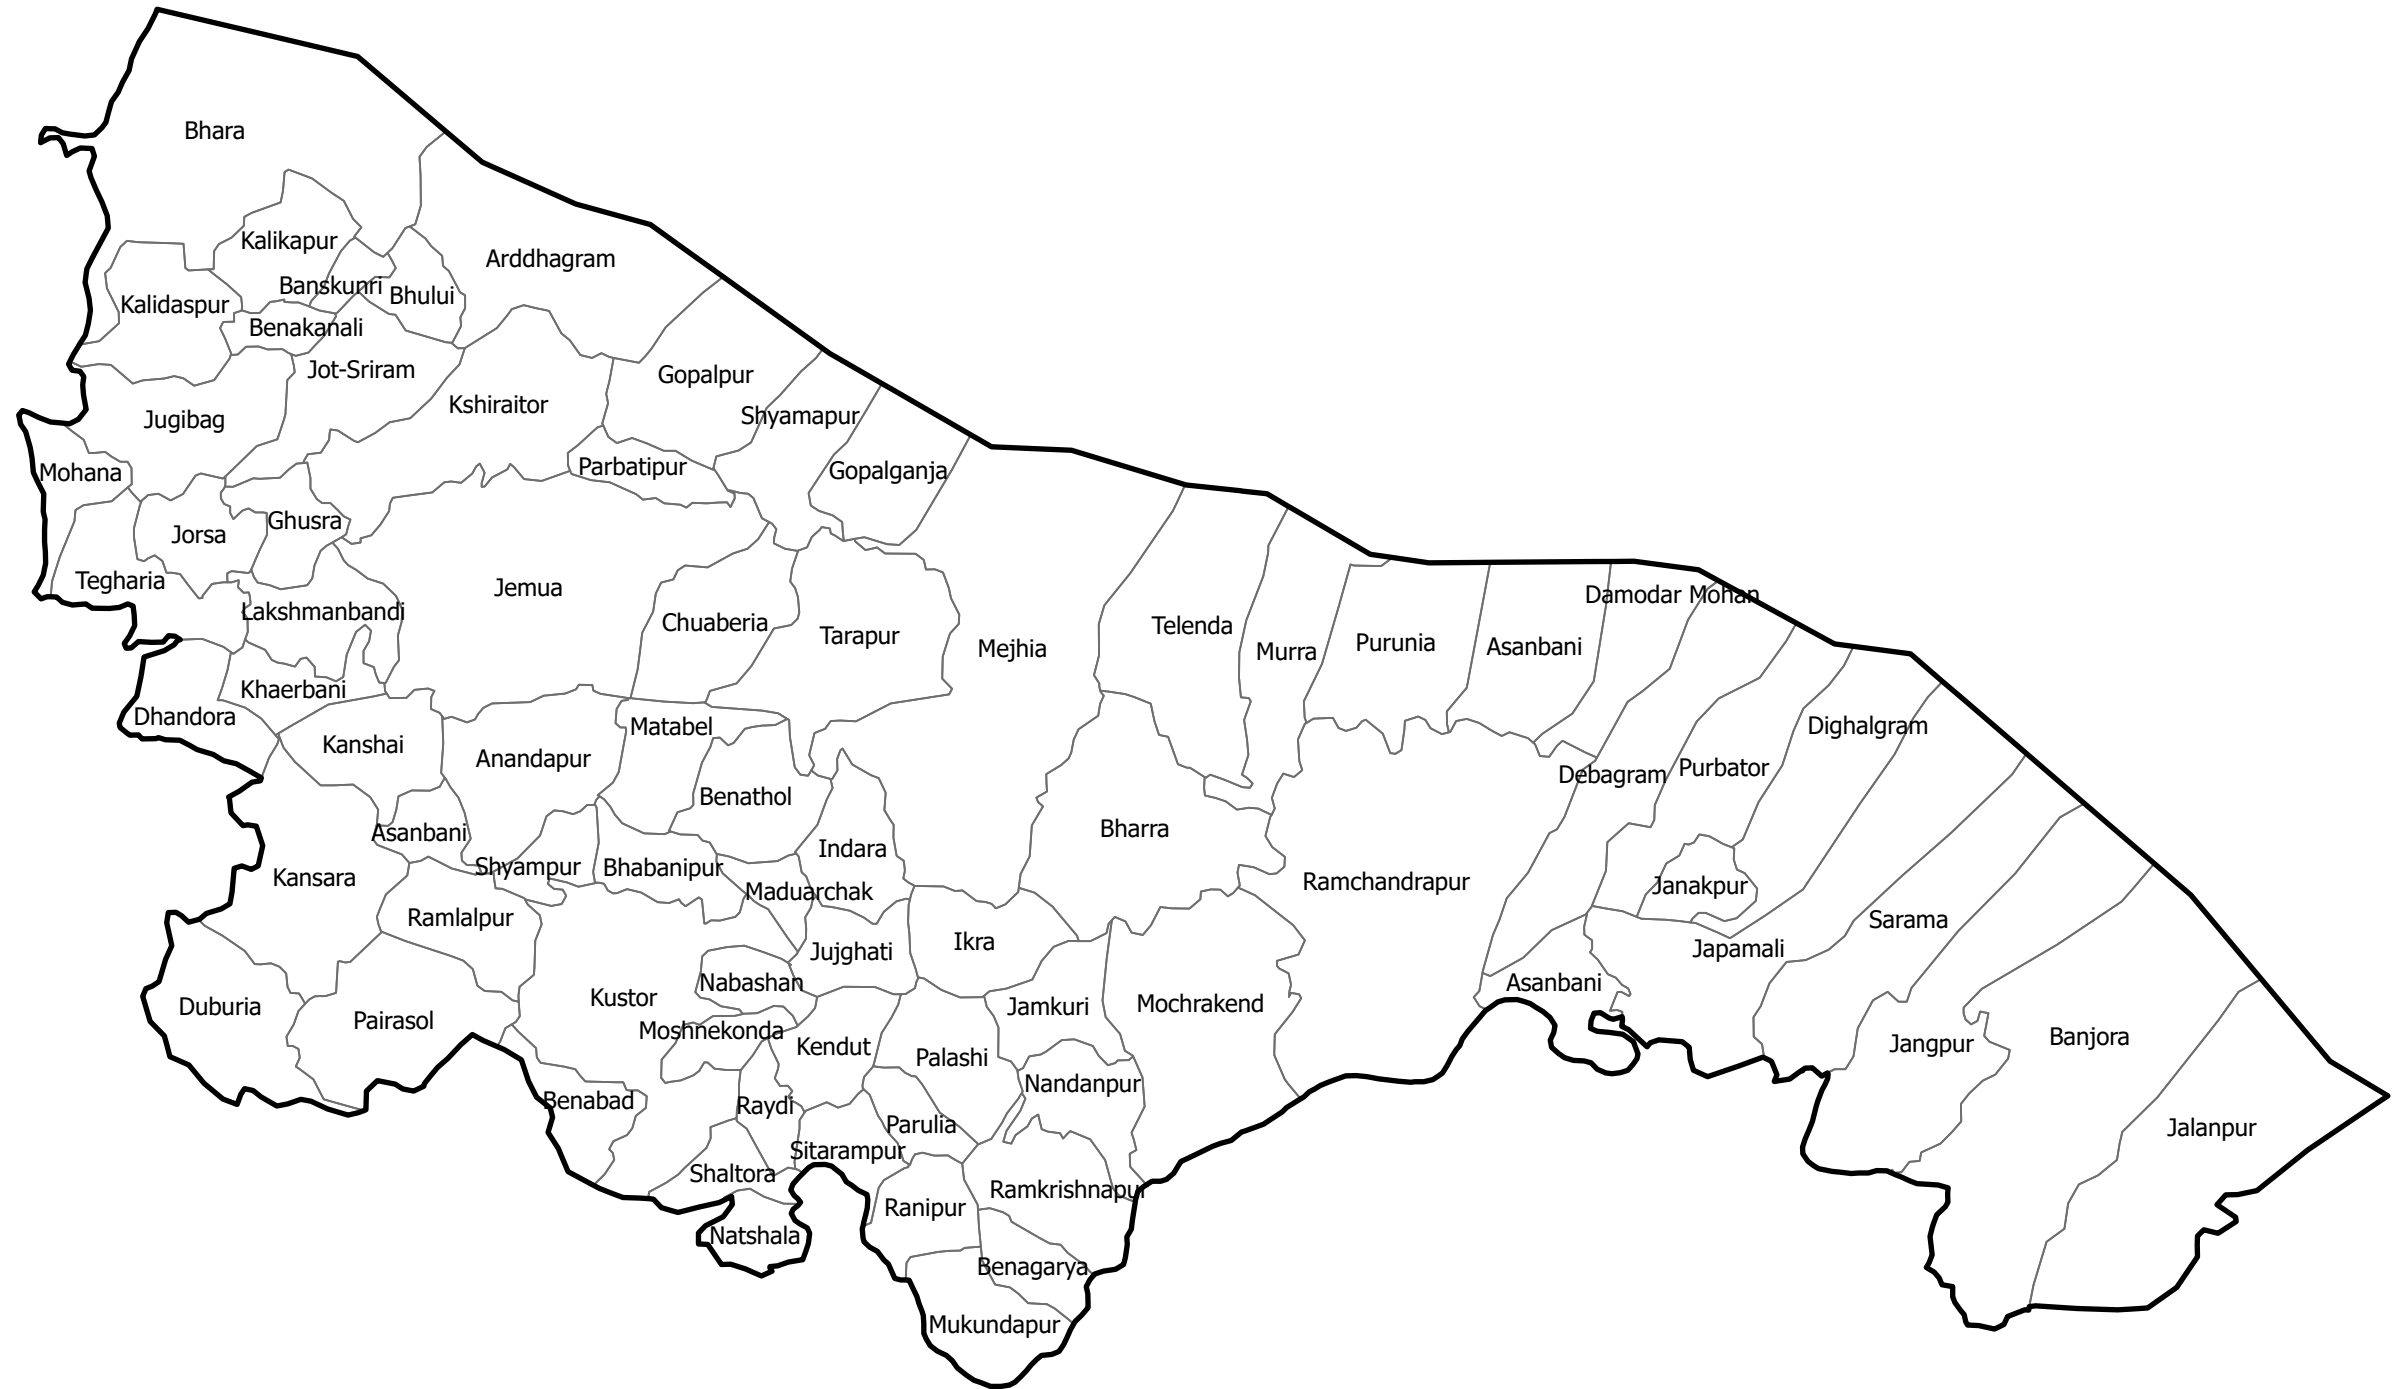 Bhara
Kalikapur
Arddhagram
Banskunri
Bhului
Kalidaspur
Benakanali
Jot-Sriram
Gopalpur
Kshiraitor
Shyamapur
Jugibag
Parbatipur
Gopalganja
Mohana
Ghusra
Jorsa
Tegharia
Jemua
Damodar Mohan
Lakshmanbandi
Chuaberia
Tarapur
Telenda
Mejhia
Murra
Purunia
Asanbani
Khaerbani
Dhandora
Matabel
Dighalgram
Kanshai
Anandapur
Purbator
Debagram
Benathol
Asanbani
Bharra
Indara
Shyampur
Bhabanipur
Kansara
Maduarchak
Ramchandrapur
Janakpur
Ramlalpur
Sarama
Ikra
Jujghati
Japamali
Nabashan
Asanbani
Kustor
Duburia
Pairasol
Jamkuri
Mochrakend
Moshnekonda
Kendut
Palashi
Jangpur
Banjora
Nandanpur
Benabad
Raydi
Parulia
Jalanpur
Sitarampur
Shaltora
Ramkrishnapur
Ranipur
Natshala
Benagarya
Mukundapur